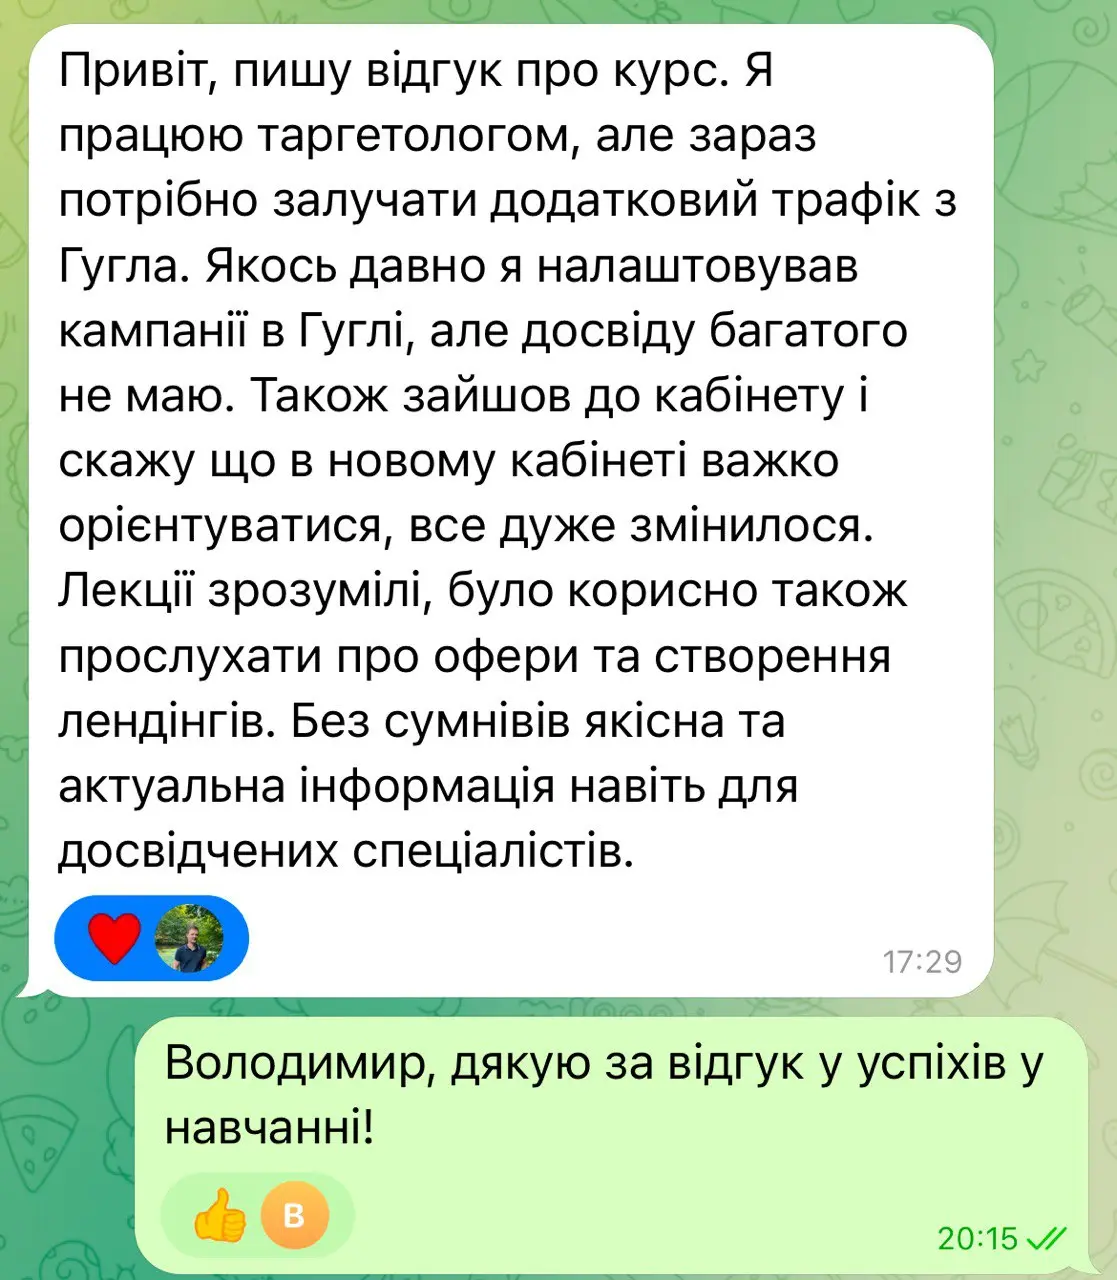 Привіт, пишу відгук про курс. Я
працюю таргетологом, але зараз
потрібно залучати додатковий трафік з
Гугла. Якось давно я налаштовував
кампанії в Гуглі, але досвіду багатого
не маю. Також зайшов до кабінету і
скажу що в новому кабінеті важко
орієнтуватися, все дуже змінилося.
Лекції зрозумілі, було корисно також
прослухати про офери та створення
лендінгів. Без сумнівів якісна та
актуальна інформація навіть для
досвідчених спеціалістів.
17:29
Володимир, дякую за відгук у успіхів у
навчанні!
В
20:15